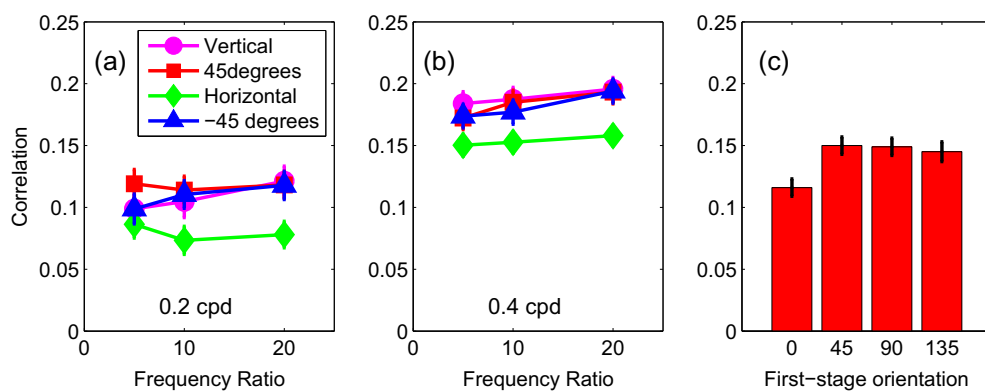 (a)
Vertical
45degrees
Horizontal
−45 degrees
0.25
0.2
0.15
0.1
0.05
0
Correlation
0.2 cpd
0 10 20
Frequency Ratio
(b)
0.25
0.2
0.15
0.1
0.05
0
0.4 cpd
0 10 20
Frequency Ratio
(c)
0.25
0.2
0.15
0.1
0.05
0
0 45 90 135
First−stage orientation